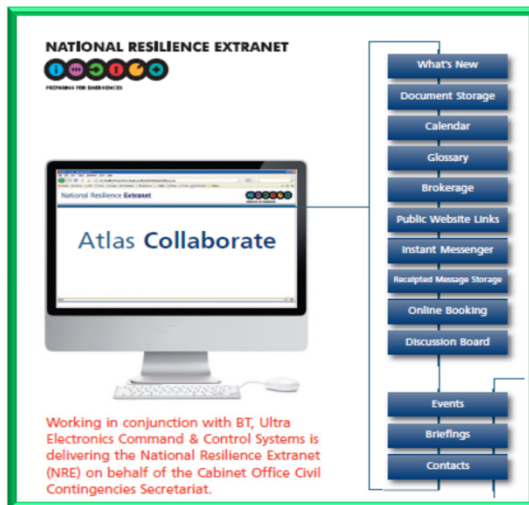 NATIONAL RESILIENCE EXTRANET
PREPARING FOR EMERGENCIES
National Resilience Extranet
Atlas Collaborate
Working in conjunction with BT, Ultra
Electronics Command & Control Systems is
delivering the National Resilience Extranet
(NRE) on behalf of the Cabinet Office Civil
Contingencies Secretariat.
What's New
Document Storage
Calendar
Glossary
Brokerage
Public Website Links
Instant Messenger
Receipted Message Storage
Online Booking
Discussion Board
Events
Briefings
Contacts